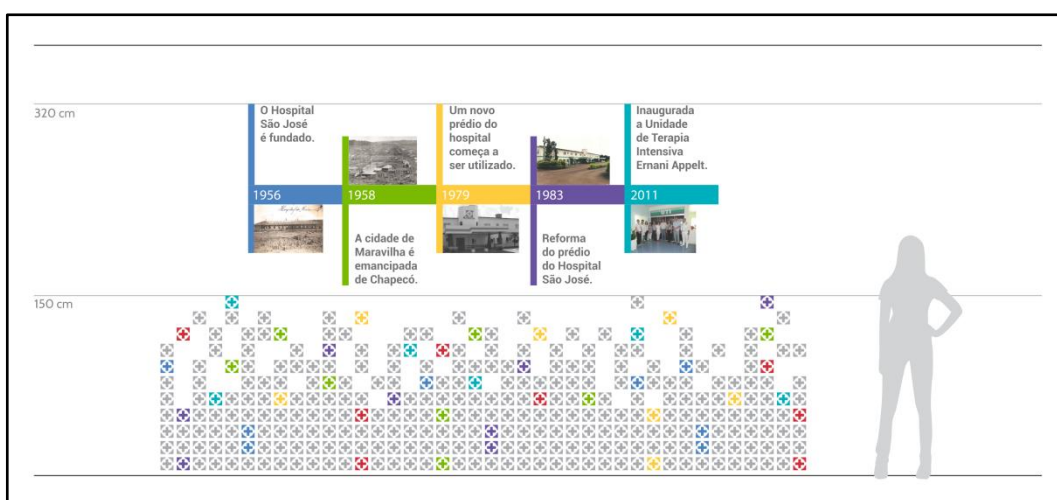 320 cm
O Hospital
São José
é fundado.
Um novo
prédio do
hospital
começa a
ser utilizado.
Inaugurada
a Unidade
de Terapia
Intensiva
Ernani Appelt.
1956
1958
1979
1983
2011
A cidade de
Maravilha é
emancipada
de Chapecó.
Reforma
do prédio
do Hospital
São José.
150 cm